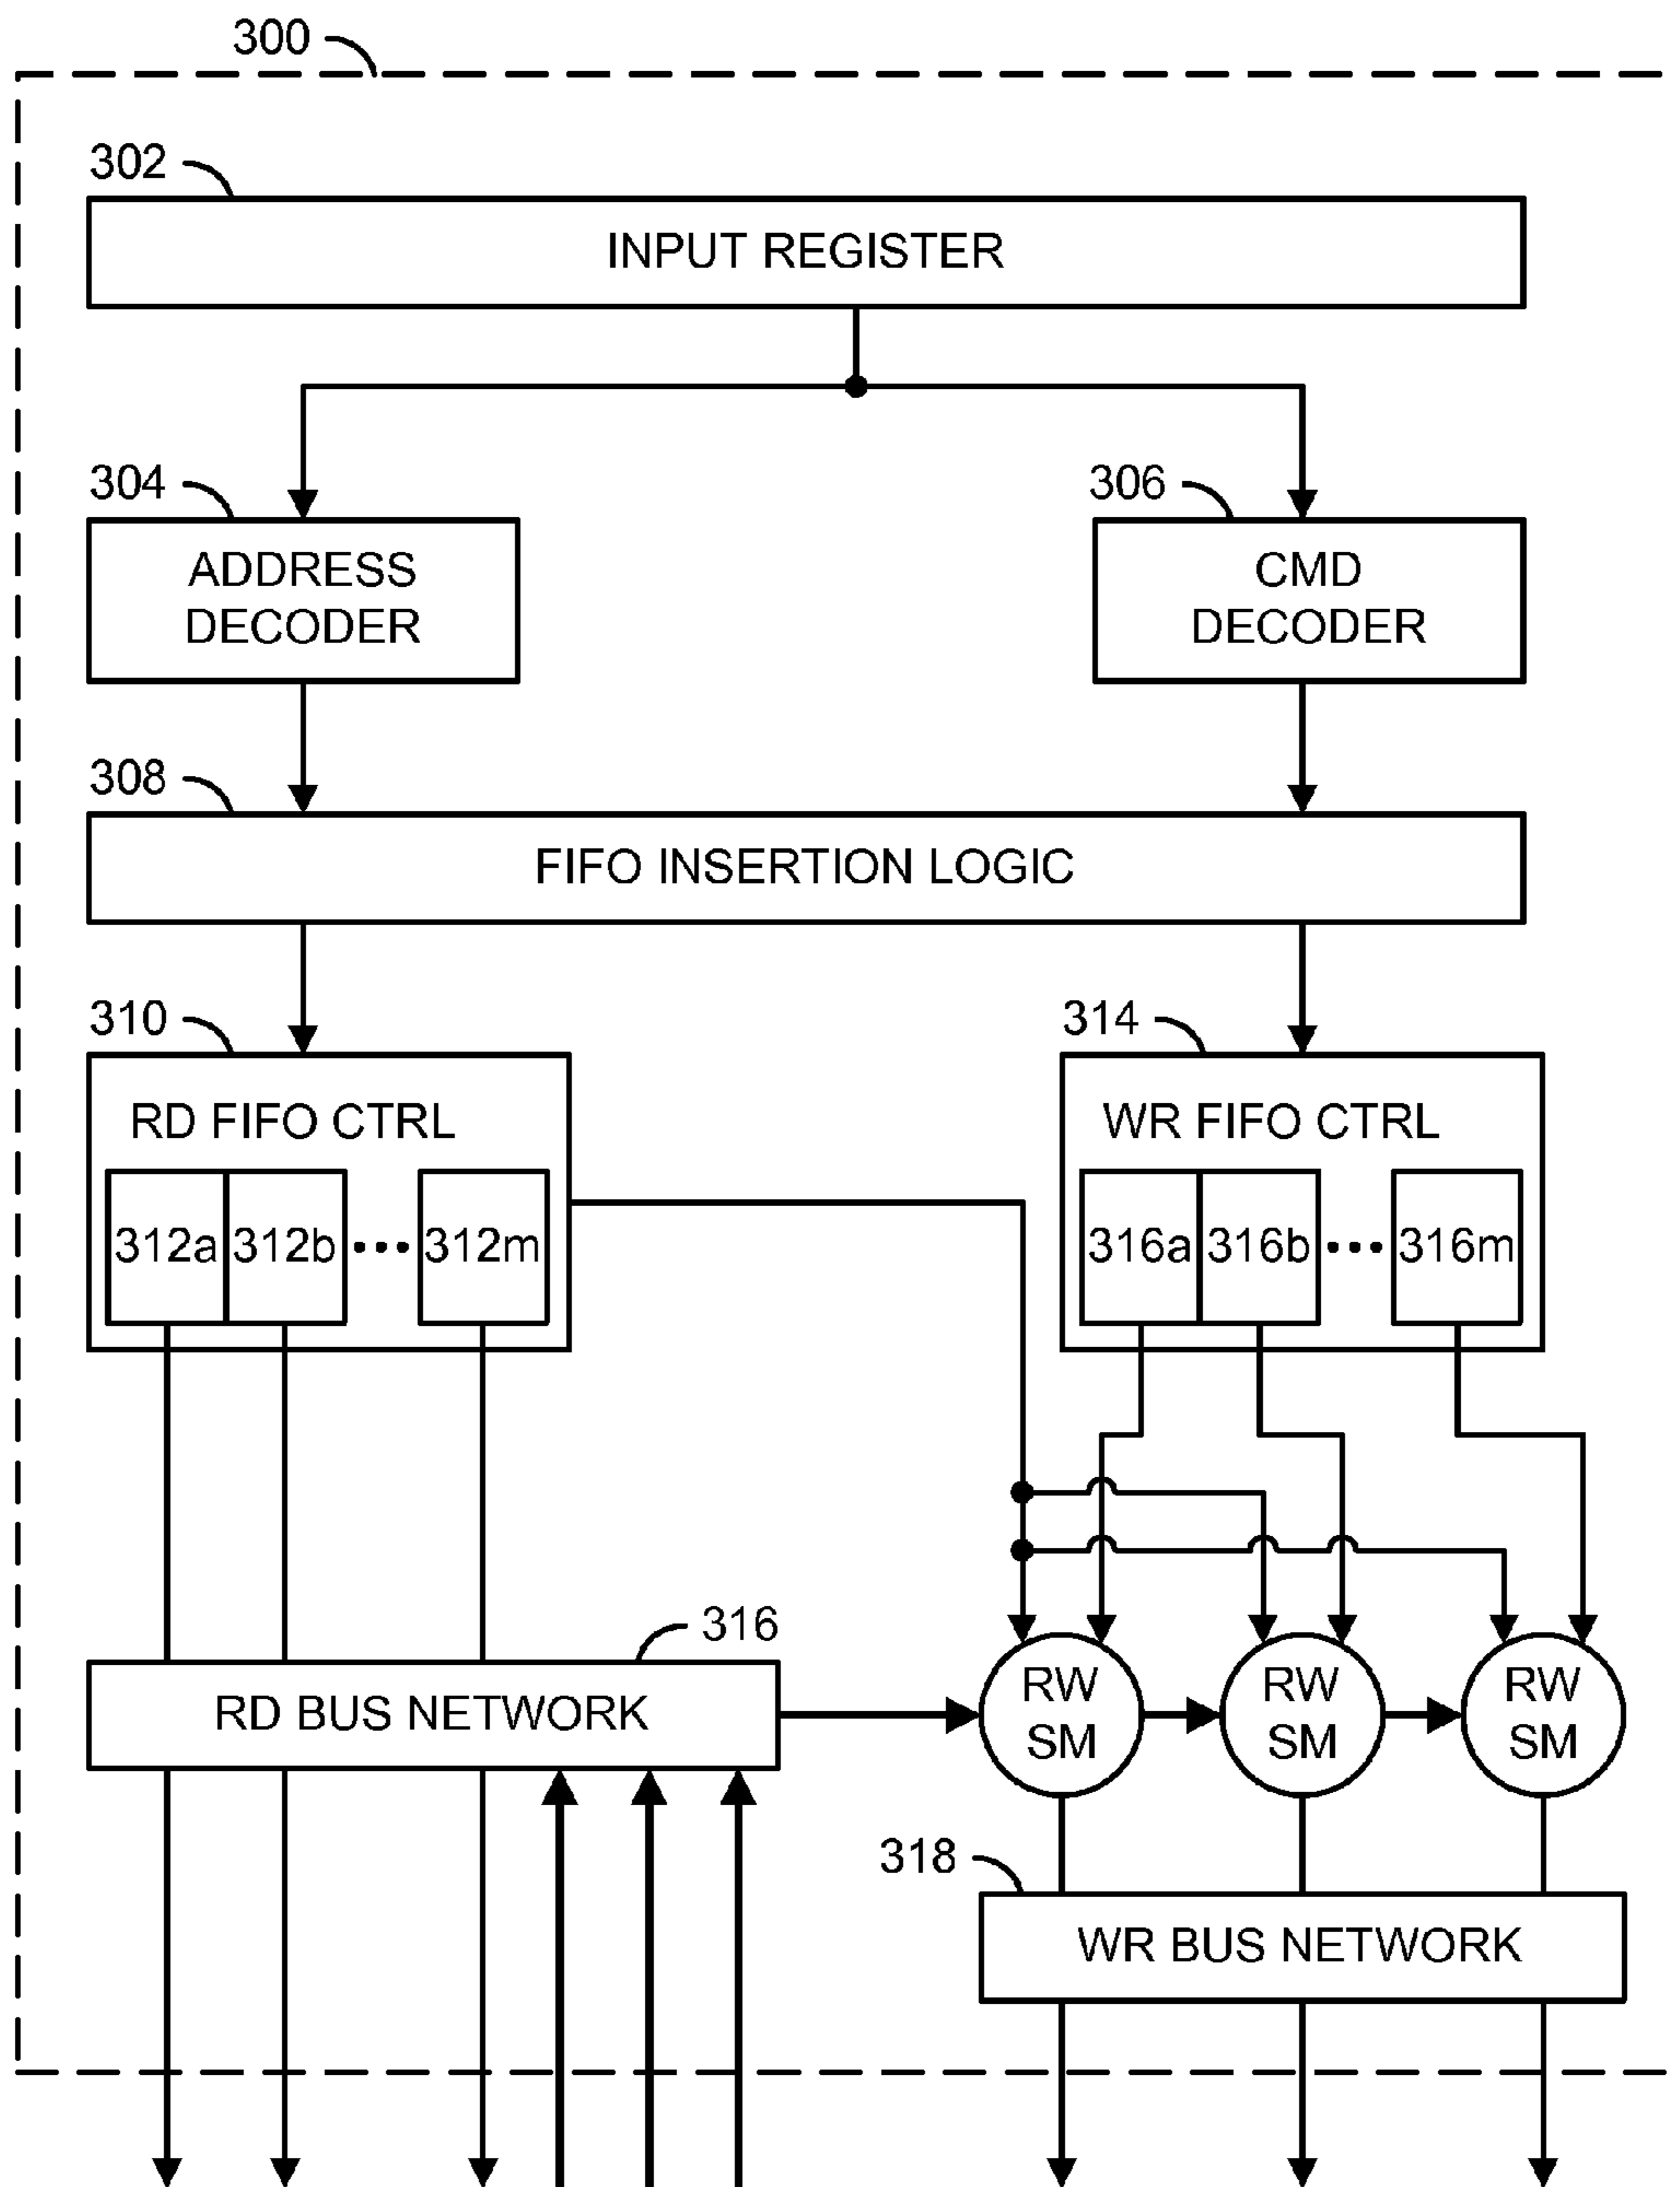 300
302
INPUT REGISTER
304
306
ADDRESS
DECODER
CMD
DECODER
308
FIFO INSERTION LOGIC
310
314
RD FIFO CTRL
WR FIFO CTRL
312a 312b ... 312m
316a 316b ... 316m
316
RD BUS NETWORK
RW
SM
RW
SM
RW
SM
318
WR BUS NETWORK